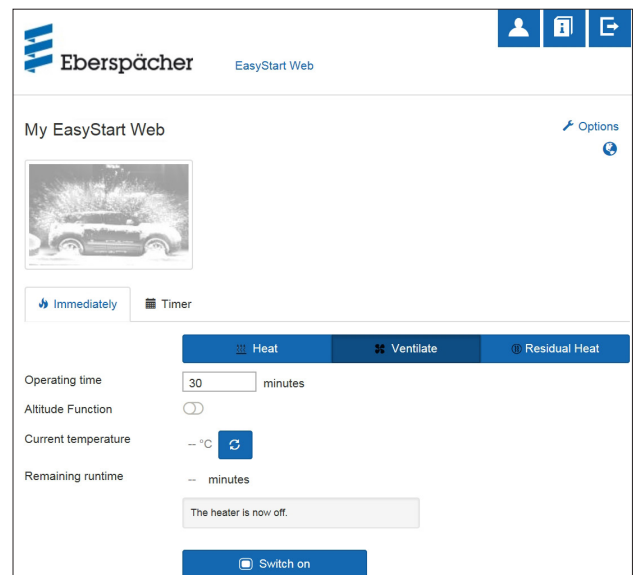 Eberspächer
EasyStart Web
My EasyStart Web
Options
Immediately
Timer
Heat
Ventilate
Residual Heat
Operating time
30 minutes
Altitude Function
Current temperature
-- °C
Remaining runtime
-- minutes
The heater is now off.
Switch on